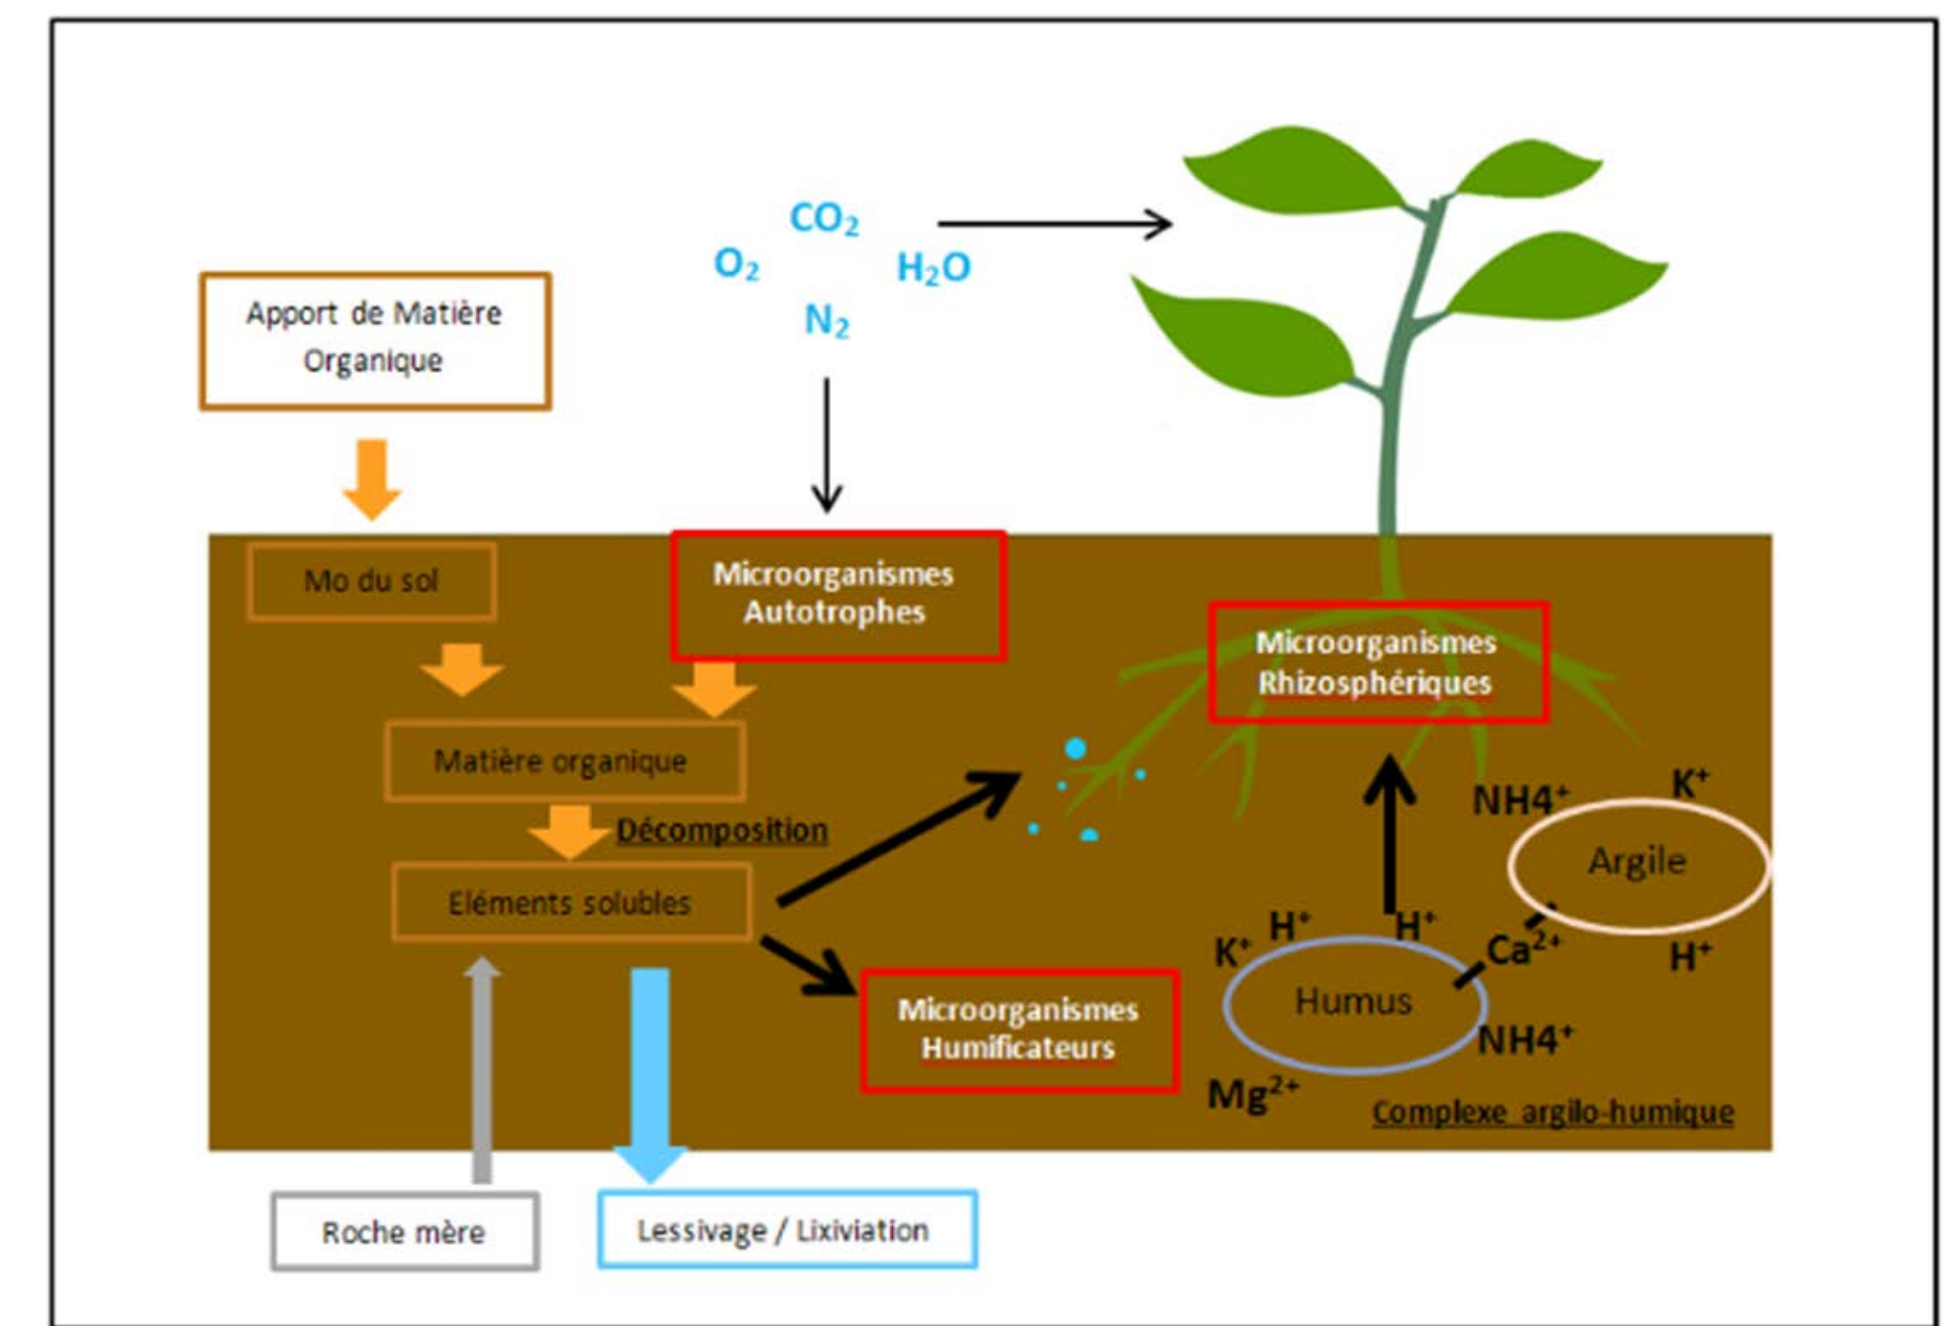 CO₂
O₂
H₂O
N₂
Apport de Matière
Organique
Mo du sol
Microorganismes
Autotrophes
Microorganismes
Rhizosphériques
Matière organique
Décomposition
Eléments solubles
NH4⁺
K⁺
Argile
H⁺
H⁺
K⁺
Ca²⁺
H⁺
Humus
Microorganismes
Humificateurs
NH4⁺
Mg²⁺
Complexe argilo-humique
Roche mère
Lessivage / Lixiviation